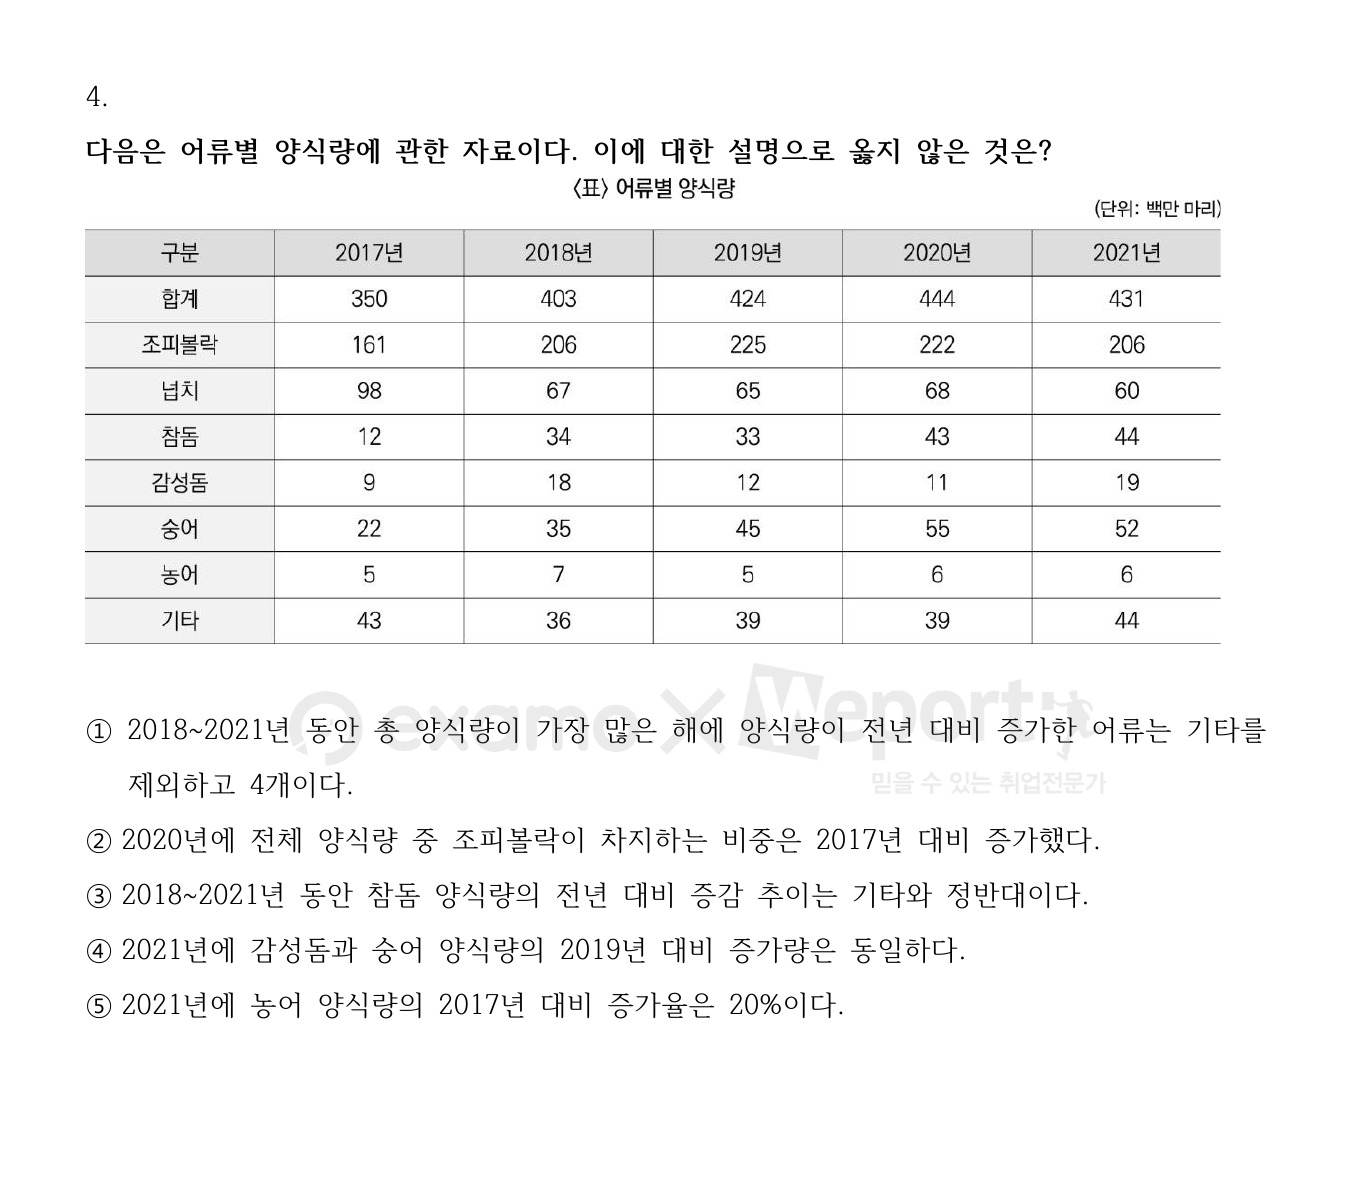 4.
다음은 어류별 양식량에 관한 자료이다. 이에 대한 설명으로 옳지 않은 것은?
〈표〉 어류별 양식량
(단위: 백만 마리)
구분 2017년 2018년 2019년 2020년 2021년
합계 350 403 424 444 431
조피볼락 161 206 225 222 206
넙치 98 67 65 68 60
참돔 12 34 33 43 44
감성돔 9 18 12 11 19
숭어 22 35 45 55 52
농어 5 7 5 6 6
기타 43 36 39 39 44
examo × Weport
믿을 수 있는 취업전문가
① 2018~2021년 동안 총 양식량이 가장 많은 해에 양식량이 전년 대비 증가한 어류는 기타를
제외하고 4개이다.
② 2020년에 전체 양식량 중 조피볼락이 차지하는 비중은 2017년 대비 증가했다.
③ 2018~2021년 동안 참돔 양식량의 전년 대비 증감 추이는 기타와 정반대이다.
④ 2021년에 감성돔과 숭어 양식량의 2019년 대비 증가량은 동일하다.
⑤ 2021년에 농어 양식량의 2017년 대비 증가율은 20%이다.